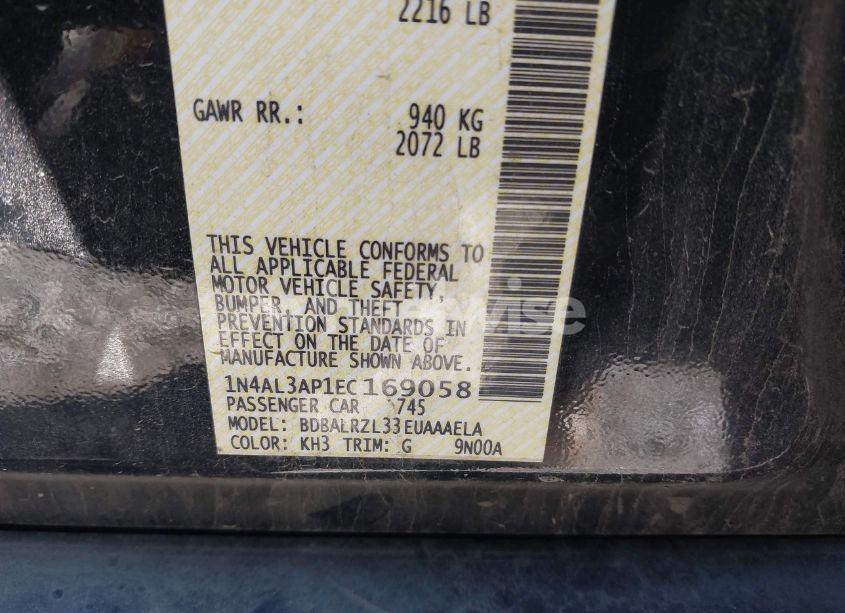 2216 LB
GAWR RR.: 940 KG
2072 LB
THIS VEHICLE CONFORMS TO
ALL APPLICABLE FEDERAL
MOTOR VEHICLE SAFETY,
BUMPER, AND THEFT
PREVENTION STANDARDS IN
EFFECT ON THE DATE OF
MANUFACTURE SHOWN ABOVE.
1N4AL3AP1EC169058
PASSENGER CAR 745
MODEL: BDBALRZL33EUAAAELA
COLOR: KH3 TRIM: G 9N00A